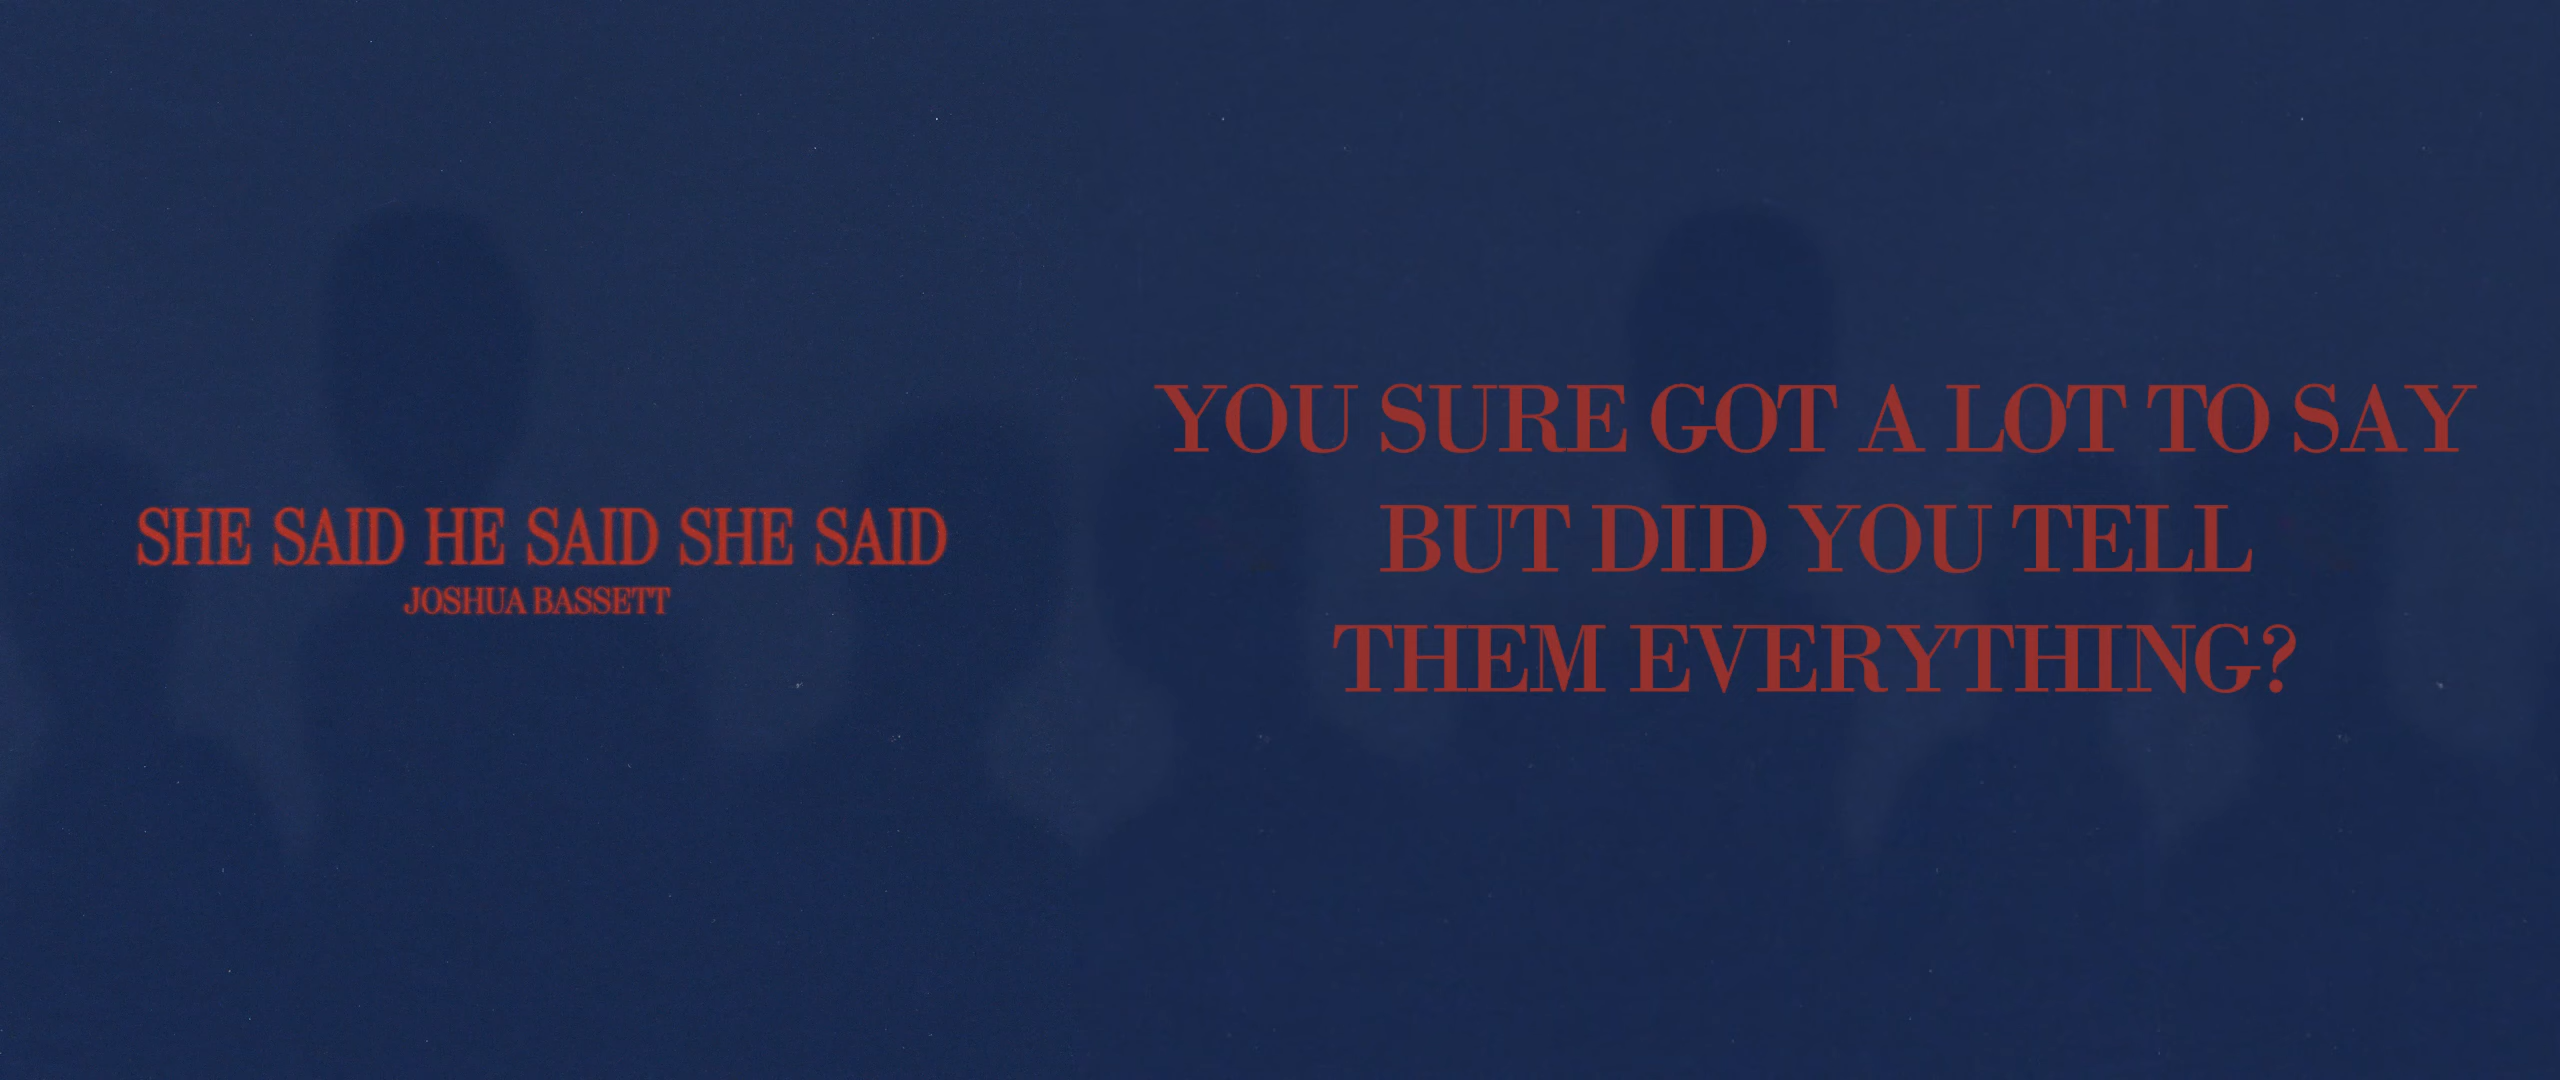 SHE SAID HE SAID SHE SAID
JOSHUA BASSETT
YOU SURE GOT A LOT TO SAY
BUT DID YOU TELL
THEM EVERYTHING?